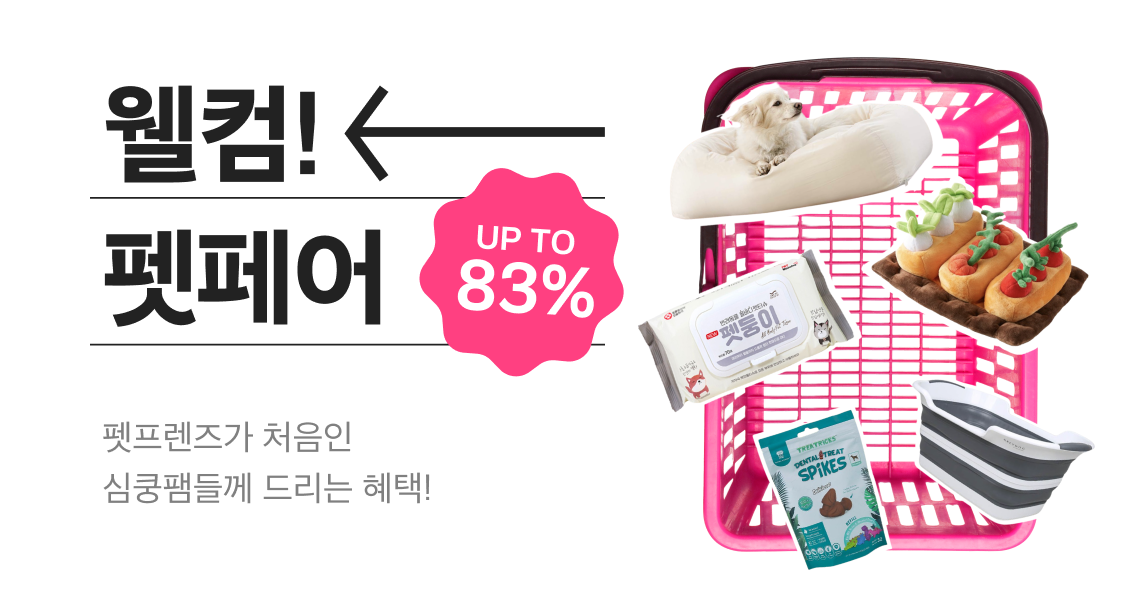 웰컴!
펫페어
UP TO
83%
펫프렌즈가 처음인
심쿵팸들께 드리는 혜택!
펫둥이
DENTAL TREAT
SPIKES